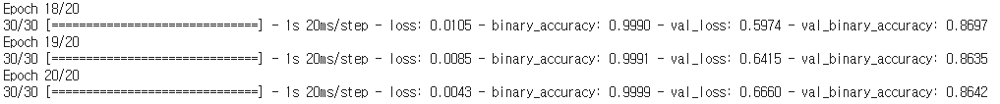 Epoch 18/20
30/30 [==============================] - 1s 20ms/step - loss: 0.0105 - binary_accuracy: 0.9990 - val_loss: 0.5974 - val_binary_accuracy: 0.8697
Epoch 19/20
30/30 [==============================] - 1s 20ms/step - loss: 0.0085 - binary_accuracy: 0.9991 - val_loss: 0.6415 - val_binary_accuracy: 0.8635
Epoch 20/20
30/30 [==============================] - 1s 20ms/step - loss: 0.0043 - binary_accuracy: 0.9999 - val_loss: 0.6660 - val_binary_accuracy: 0.8642